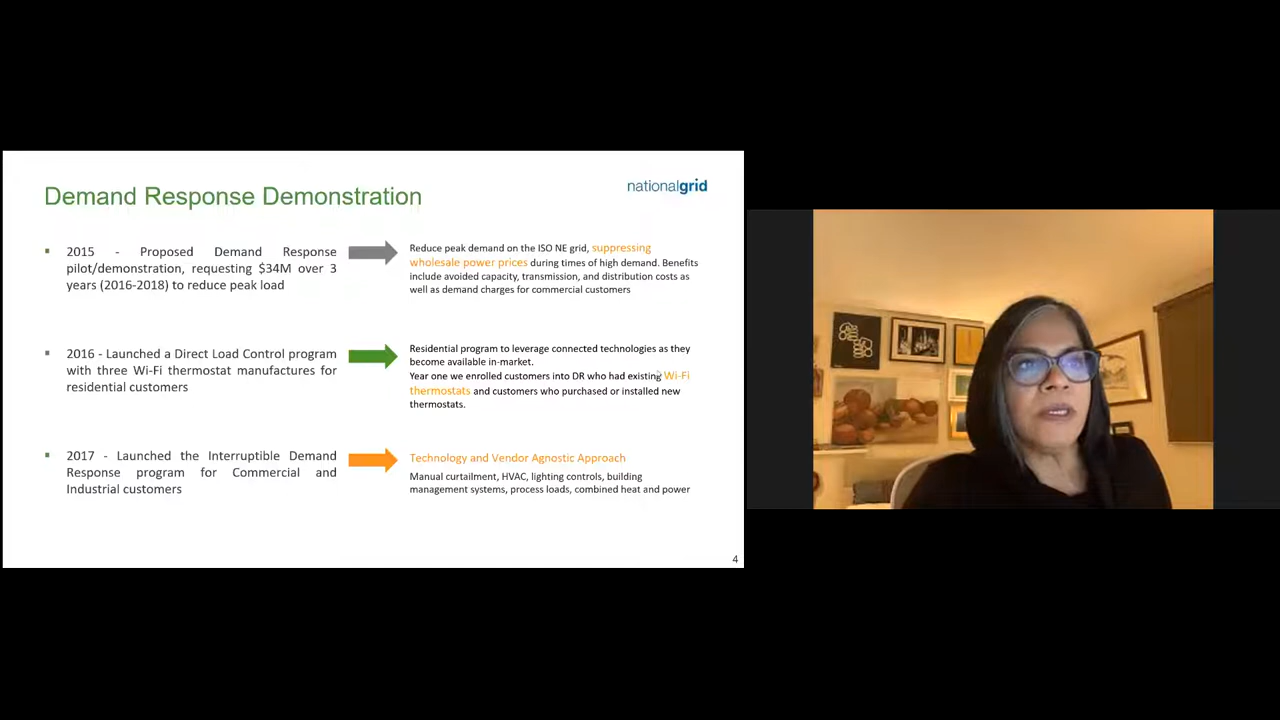 Demand Response Demonstration
nationalgrid
2015 - Proposed Demand Response
pilot/demonstration, requesting $34M over 3
years (2016-2018) to reduce peak load
Reduce peak demand on the ISO NE grid, suppressing
wholesale power prices during times of high demand. Benefits
include avoided capacity, transmission, and distribution costs as
well as demand charges for commercial customers
2016 - Launched a Direct Load Control program
with three Wi-Fi thermostat manufactures for
residential customers
Residential program to leverage connected technologies as they
become available in-market.
Year one we enrolled customers into DR who had existing Wi-Fi
thermostats and customers who purchased or installed new
thermostats.
2017 - Launched the Interruptible Demand
Response program for Commercial and
Industrial customers
Technology and Vendor Agnostic Approach
Manual curtailment, HVAC, lighting controls, building
management systems, process loads, combined heat and power
4